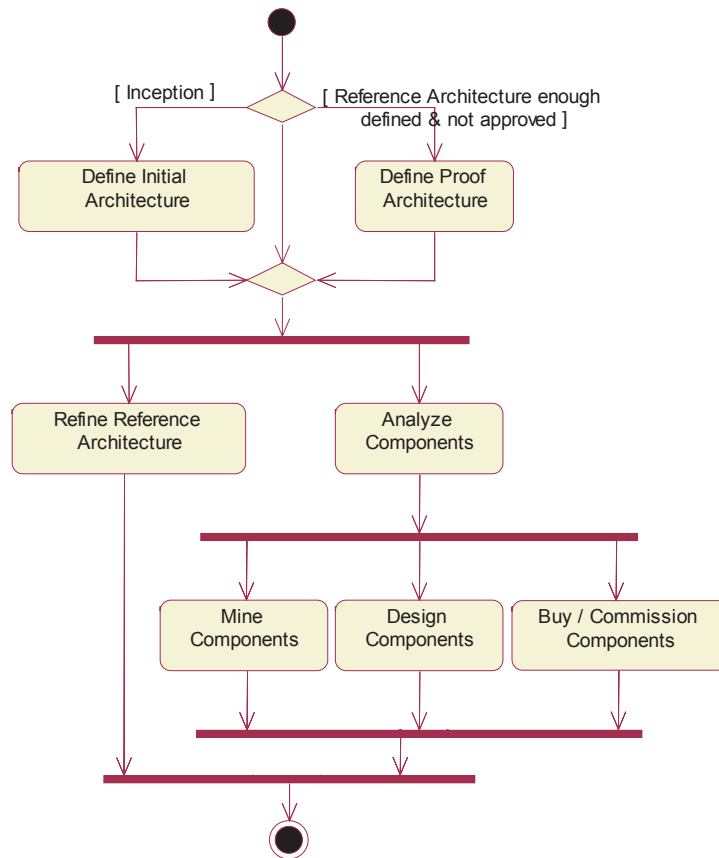 [ Inception ]
[ Reference Architecture enough
defined & not approved ]
Define Initial
Architecture
Define Proof
Architecture
Refine Reference
Architecture
Analyze
Components
Mine
Components
Design
Components
Buy / Commission
Components